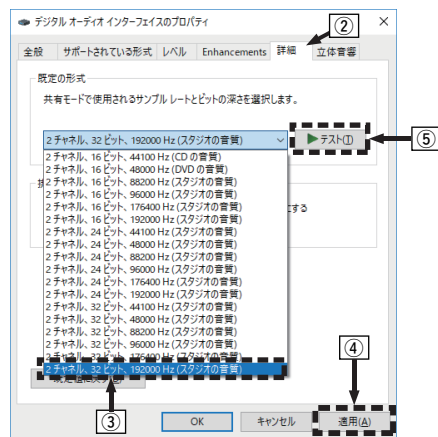 デジタル オーディオ インターフェイスのプロパティ
②
全般 サポートされている形式 レベル Enhancements 詳細 立体音響
既定の形式
共有モードで使用されるサンプル レートとビットの深さを選択します。
2 チャネル、32 ビット、192000 Hz (スタジオの音質)
テスト(T)
⑤
2 チャネル、16 ビット、44100 Hz (CD の音質)
2 チャネル、16 ビット、48000 Hz (DVD の音質)
2 チャネル、16 ビット、88200 Hz (スタジオの音質)
2 チャネル、16 ビット、96000 Hz (スタジオの音質)
2 チャネル、16 ビット、176400 Hz (スタジオの音質)
2 チャネル、16 ビット、192000 Hz (スタジオの音質)
2 チャネル、24 ビット、44100 Hz (スタジオの音質)
2 チャネル、24 ビット、48000 Hz (スタジオの音質)
2 チャネル、24 ビット、88200 Hz (スタジオの音質)
2 チャネル、24 ビット、96000 Hz (スタジオの音質)
2 チャネル、24 ビット、176400 Hz (スタジオの音質)
2 チャネル、24 ビット、192000 Hz (スタジオの音質)
2 チャネル、32 ビット、44100 Hz (スタジオの音質)
2 チャネル、32 ビット、48000 Hz (スタジオの音質)
2 チャネル、32 ビット、88200 Hz (スタジオの音質)
2 チャネル、32 ビット、96000 Hz (スタジオの音質)
2 チャネル、32 ビット、176400 Hz (スタジオの音質)
2 チャネル、32 ビット、192000 Hz (スタジオの音質)
にする
④
③
OK キャンセル 適用(A)